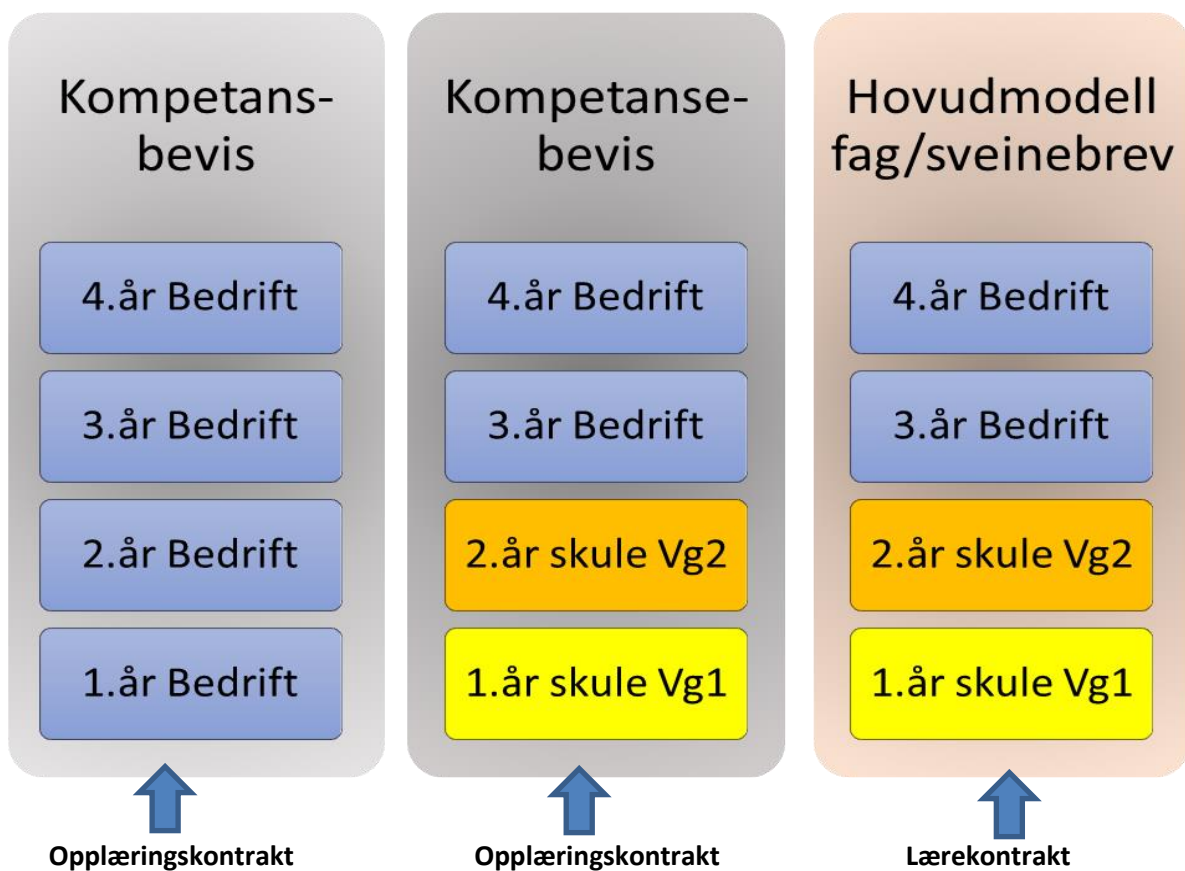 Kompetans-
bevis
4.år Bedrift
3.år Bedrift
2.år Bedrift
1.år Bedrift
Opplæringskontrakt
Kompetanse-
bevis
4.år Bedrift
3.år Bedrift
2.år skule Vg2
1.år skule Vg1
Opplæringskontrakt
Hovudmodell
fag/sveinebrev
4.år Bedrift
3.år Bedrift
2.år skule Vg2
1.år skule Vg1
Lærekontrakt